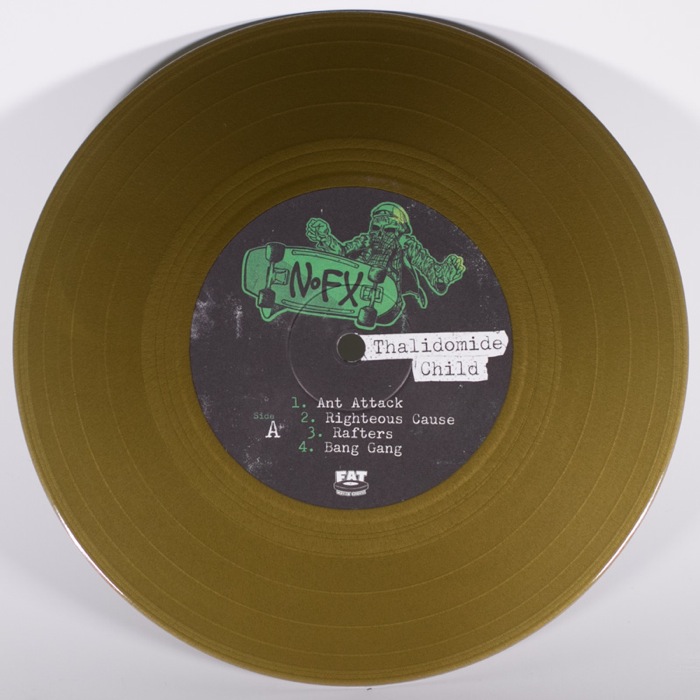 NOFX
Thalidomide
Child
Side
A
1. Ant Attack
2. Righteous Cause
3. Rafters
4. Bang Gang
FAT